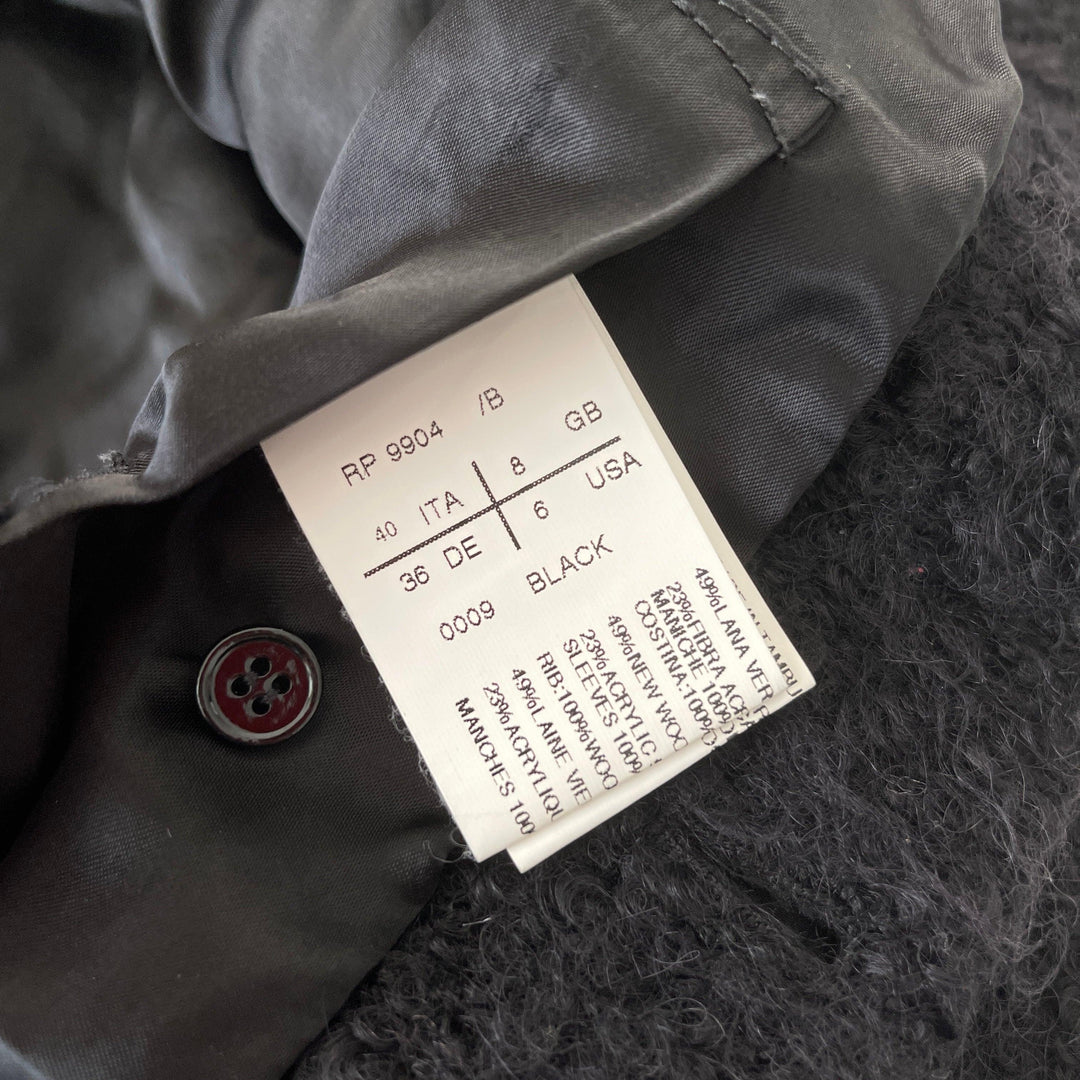 RP 9904 /B
40 ITA 8 GB
36 DE 6 USA
0009 BLACK
49%LANA VER
23%FIBRA ACR
MANICHE 100%
COSTINA:100%
49%NEW WOO
23%ACRYLIC
SLEEVES 100%
RIB:100%WOO
49%LAINE VIE
23%ACRYLIQU
MANCHES 100